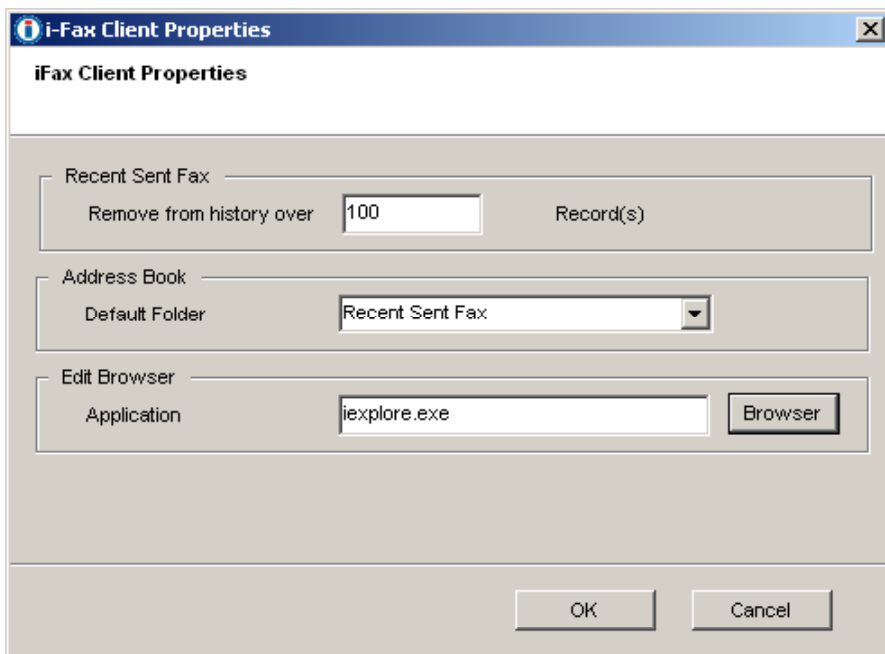 i-Fax Client Properties
iFax Client Properties
Recent Sent Fax
Remove from history over 100 Record(s)
Address Book
Default Folder Recent Sent Fax
Edit Browser
Application iexplore.exe Browser
OK Cancel